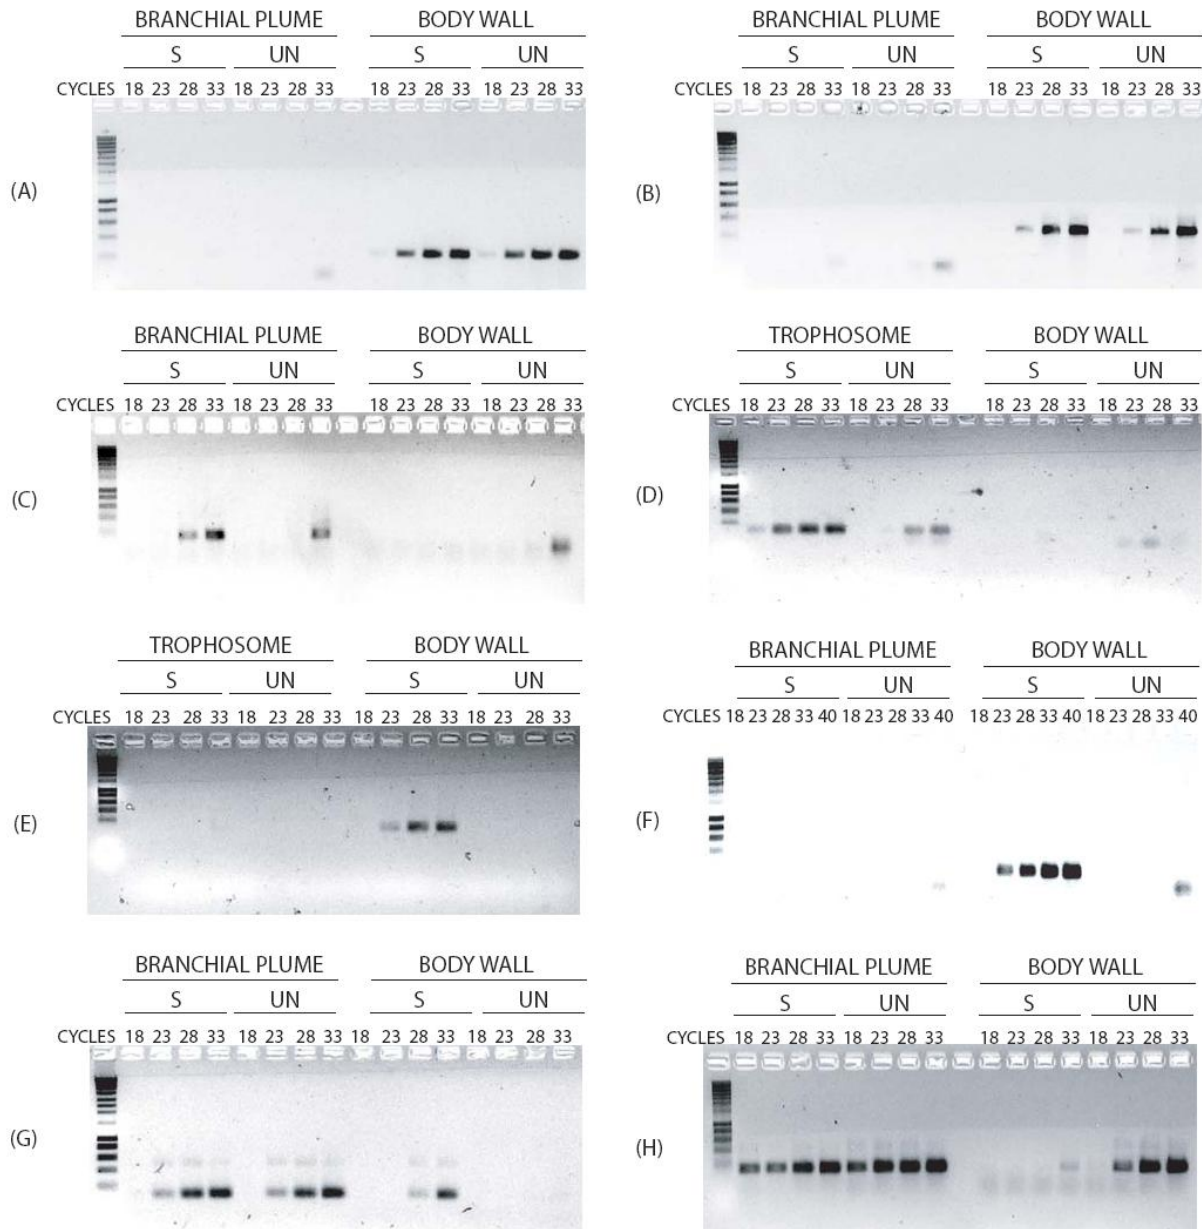 BRANCHIAL PLUME BODY WALL
S UN S UN
CYCLES 18 23 28 33 18 23 28 33 18 23 28 33 18 23 28 33
(A)
BRANCHIAL PLUME BODY WALL
S UN S UN
CYCLES 18 23 28 33 18 23 28 33 18 23 28 33 18 23 28 33
(B)
BRANCHIAL PLUME BODY WALL
S UN S UN
CYCLES 18 23 28 33 18 23 28 33 18 23 28 33 18 23 28 33
(C)
TROPHOSOME BODY WALL
S UN S UN
CYCLES 18 23 28 33 18 23 28 33 18 23 28 33 18 23 28 33
(D)
TROPHOSOME BODY WALL
S UN S UN
CYCLES 18 23 28 33 18 23 28 33 18 23 28 33 18 23 28 33
(E)
BRANCHIAL PLUME BODY WALL
S UN S UN
CYCLES 18 23 28 33 40 18 23 28 33 40 18 23 28 33 40 18 23 28 33 40
(F)
BRANCHIAL PLUME BODY WALL
S UN S UN
CYCLES 18 23 28 33 18 23 28 33 18 23 28 33 18 23 28 33
(G)
BRANCHIAL PLUME BODY WALL
S UN S UN
CYCLES 18 23 28 33 18 23 28 33 18 23 28 33 18 23 28 33
(H)